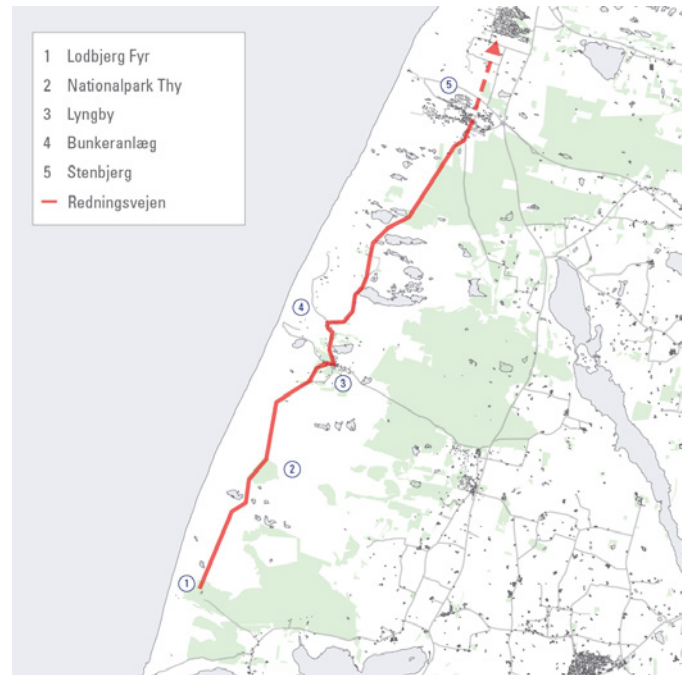 1 Lodbjerg Fyr
2 Nationalpark Thy
3 Lyngby
4 Bunkeranlæg
5 Stenbjerg
Redningsvejen
5
4
3
2
1